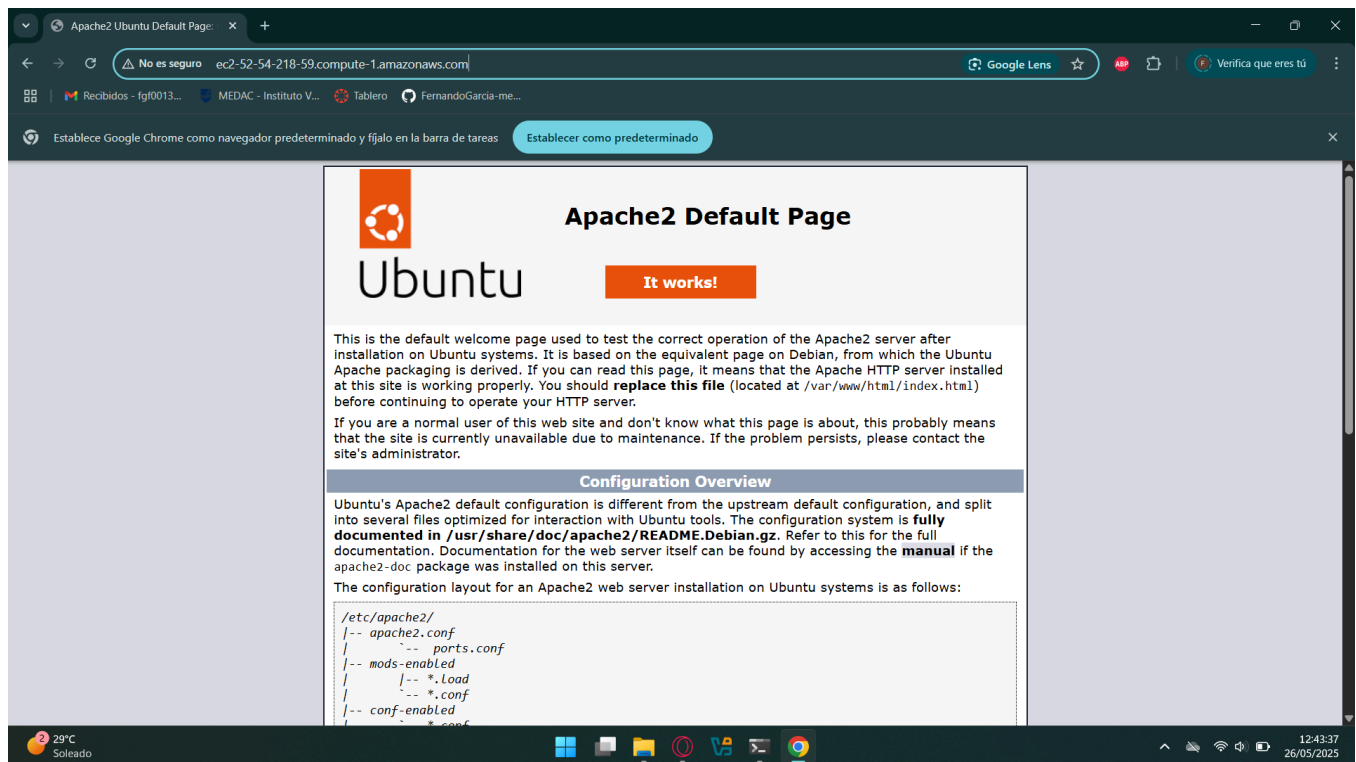 Apache2 Ubuntu Default Page:
No es seguro ec2-52-54-218-59.compute-1.amazonaws.com
Google Lens
ABP
F
Verifica que eres tú
Recibidos - fgf0013...
MEDAC - Instituto V...
Tablero
FernandoGarcia-me...
Establece Google Chrome como navegador predeterminado y fíjalo en la barra de tareas
Establecer como predeterminado
Apache2 Default Page
Ubuntu
It works!
This is the default welcome page used to test the correct operation of the Apache2 server after
installation on Ubuntu systems. It is based on the equivalent page on Debian, from which the Ubuntu
Apache packaging is derived. If you can read this page, it means that the Apache HTTP server installed
at this site is working properly. You should replace this file (located at /var/www/html/index.html)
before continuing to operate your HTTP server.
If you are a normal user of this web site and don't know what this page is about, this probably means
that the site is currently unavailable due to maintenance. If the problem persists, please contact the
site's administrator.
Configuration Overview
Ubuntu's Apache2 default configuration is different from the upstream default configuration, and split
into several files optimized for interaction with Ubuntu tools. The configuration system is fully
documented in /usr/share/doc/apache2/README.Debian.gz. Refer to this for the full
documentation. Documentation for the web server itself can be found by accessing the manual if the
apache2-doc package was installed on this server.
The configuration layout for an Apache2 web server installation on Ubuntu systems is as follows:
/etc/apache2/
|-- apache2.conf
|       `--  ports.conf
|-- mods-enabled
|       |-- *.load
|       `-- *.conf
|-- conf-enabled
|       `-- *.conf
2
29°C
Soleado
12:43:37
26/05/2025